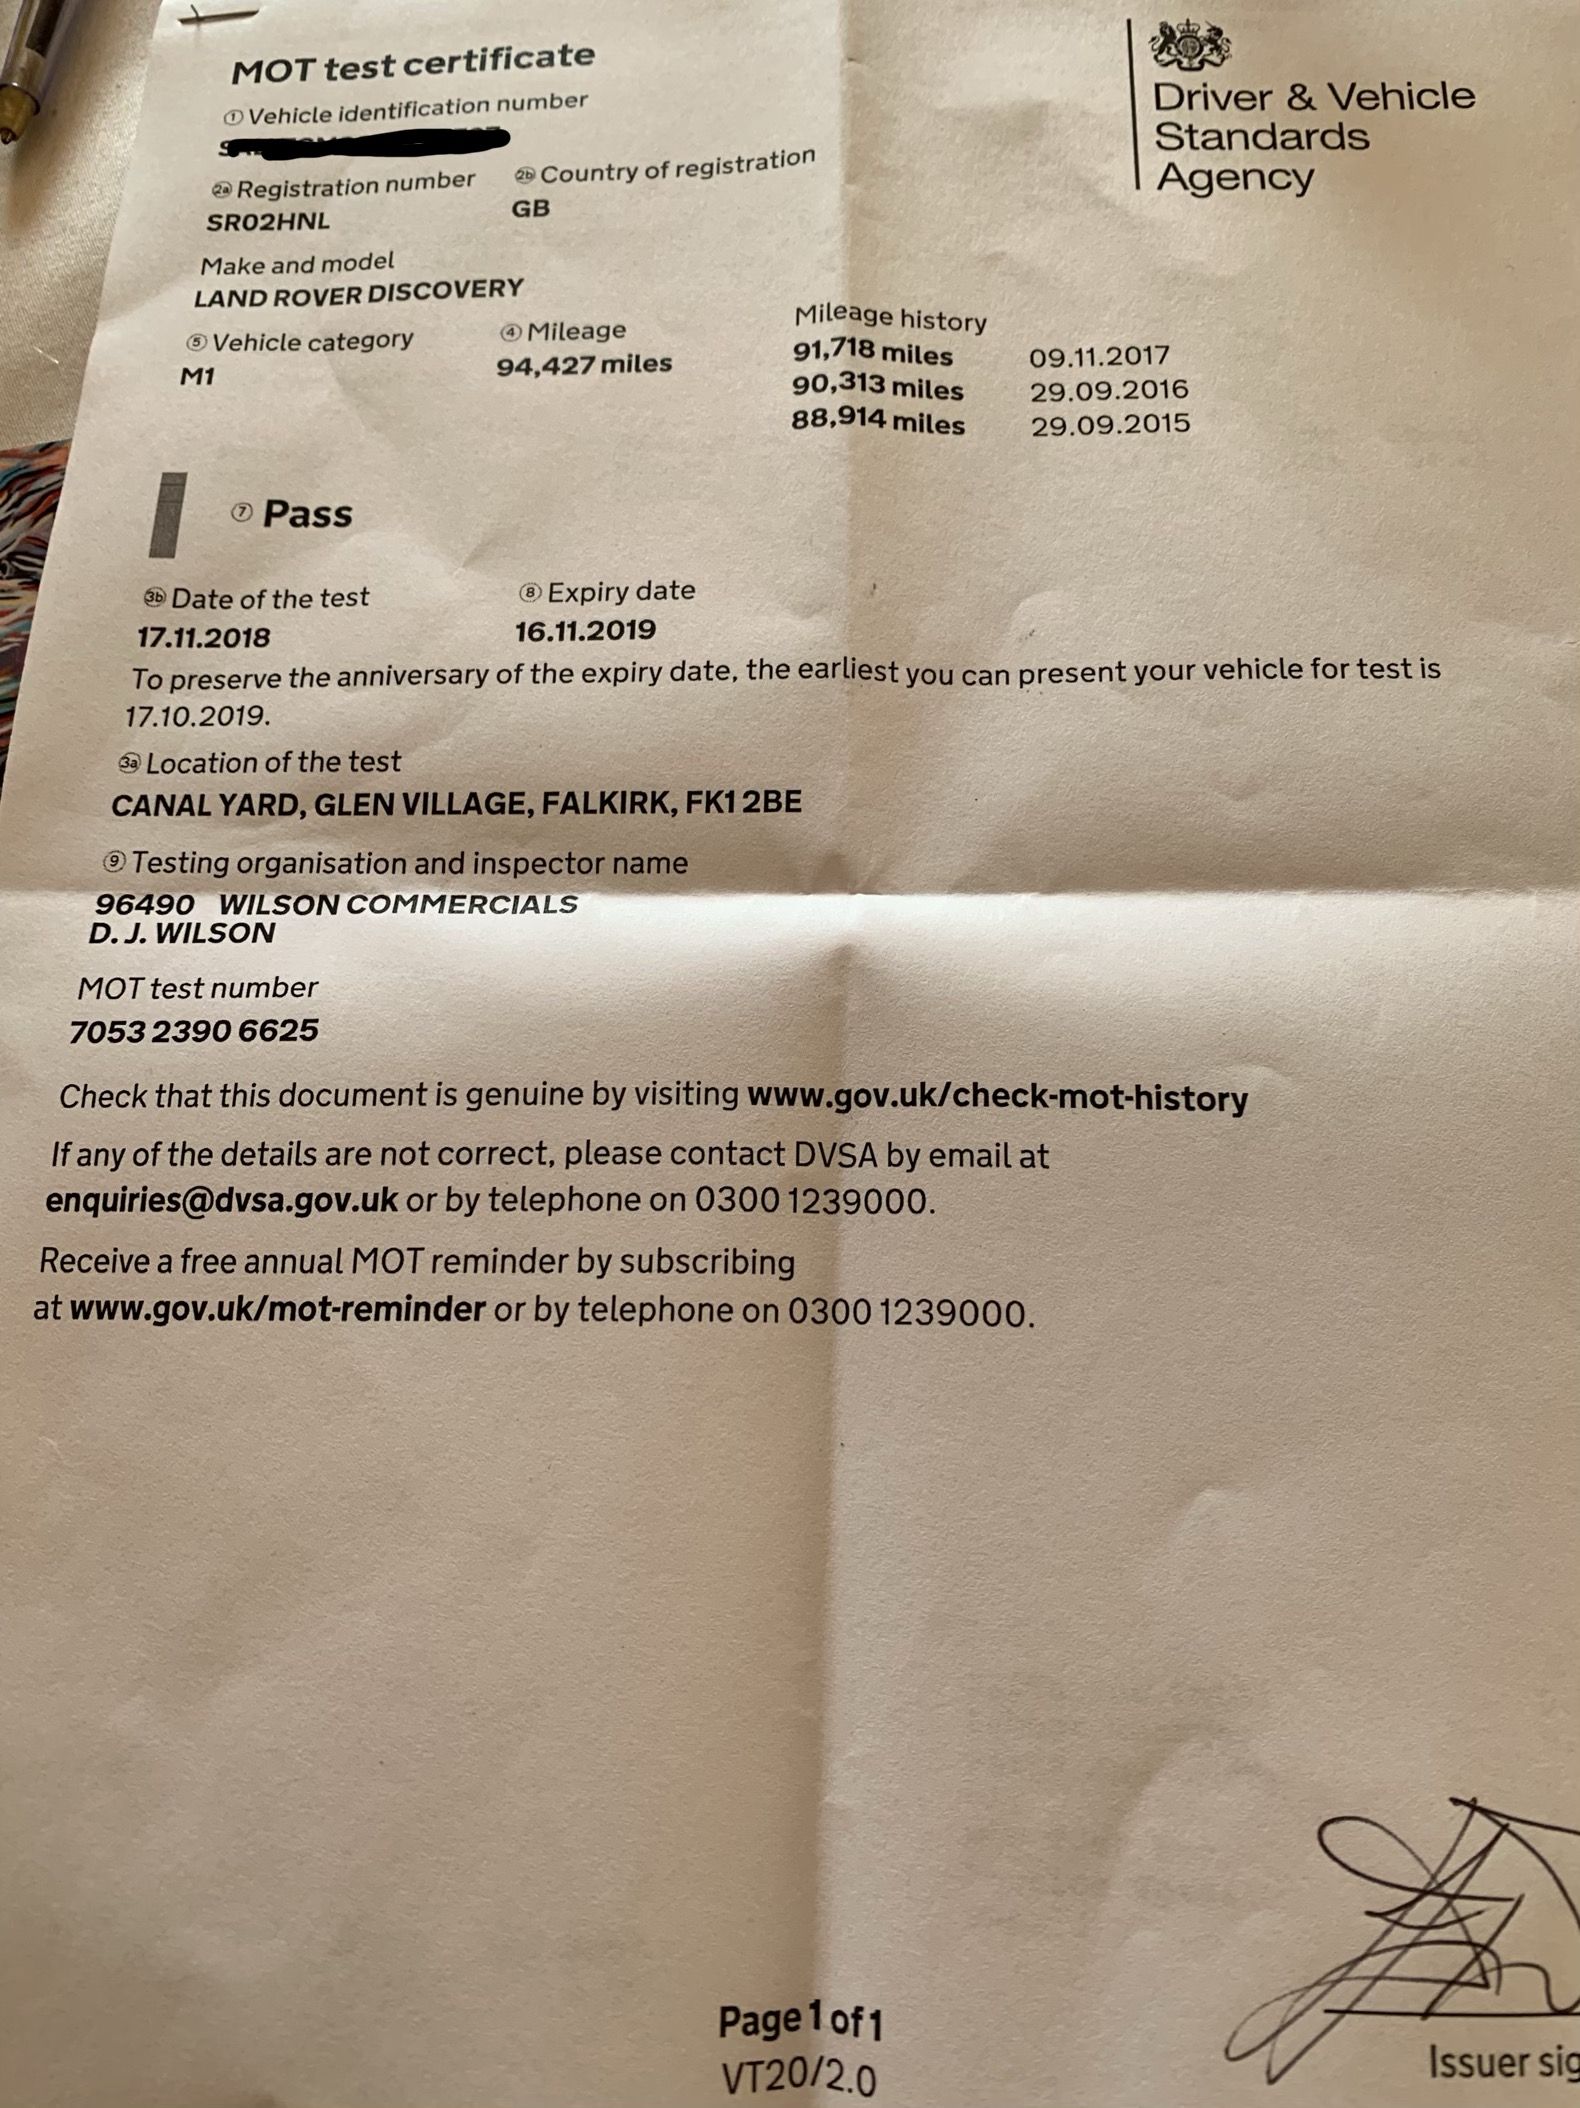 MOT test certificate
Driver & Vehicle
Standards
Agency
① Vehicle identification number
2a Registration number
SR02HNL
2b Country of registration
GB
Make and model
LAND ROVER DISCOVERY
⑤ Vehicle category
M1
④ Mileage
94,427 miles
Mileage history
91,718 miles 09.11.2017
90,313 miles 29.09.2016
88,914 miles 29.09.2015
⑦ Pass
3b Date of the test
17.11.2018
⑧ Expiry date
16.11.2019
To preserve the anniversary of the expiry date, the earliest you can present your vehicle for test is
17.10.2019.
3a Location of the test
CANAL YARD, GLEN VILLAGE, FALKIRK, FK1 2BE
⑨ Testing organisation and inspector name
96490 WILSON COMMERCIALS
D. J. WILSON
MOT test number
7053 2390 6625
Check that this document is genuine by visiting www.gov.uk/check-mot-history
If any of the details are not correct, please contact DVSA by email at
enquiries@dvsa.gov.uk or by telephone on 0300 1239000.
Receive a free annual MOT reminder by subscribing
at www.gov.uk/mot-reminder or by telephone on 0300 1239000.
Issuer sig
Page 1 of 1
VT20/2.0